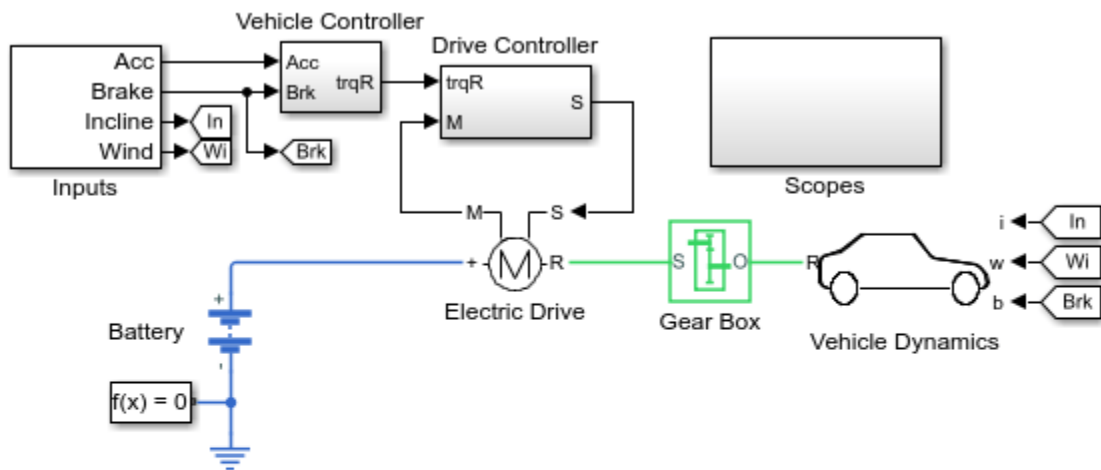 Vehicle Controller
Drive Controller
Acc
Brake
Incline
Wind
Inputs
In
Wi
Brk
Acc
Brk
trqR
trqR
M
S
Scopes
M
S
+
M
R
Electric Drive
S
O
Gear Box
R
i
w
b
In
Wi
Brk
Vehicle Dynamics
+
Battery
-
f(x) = 0